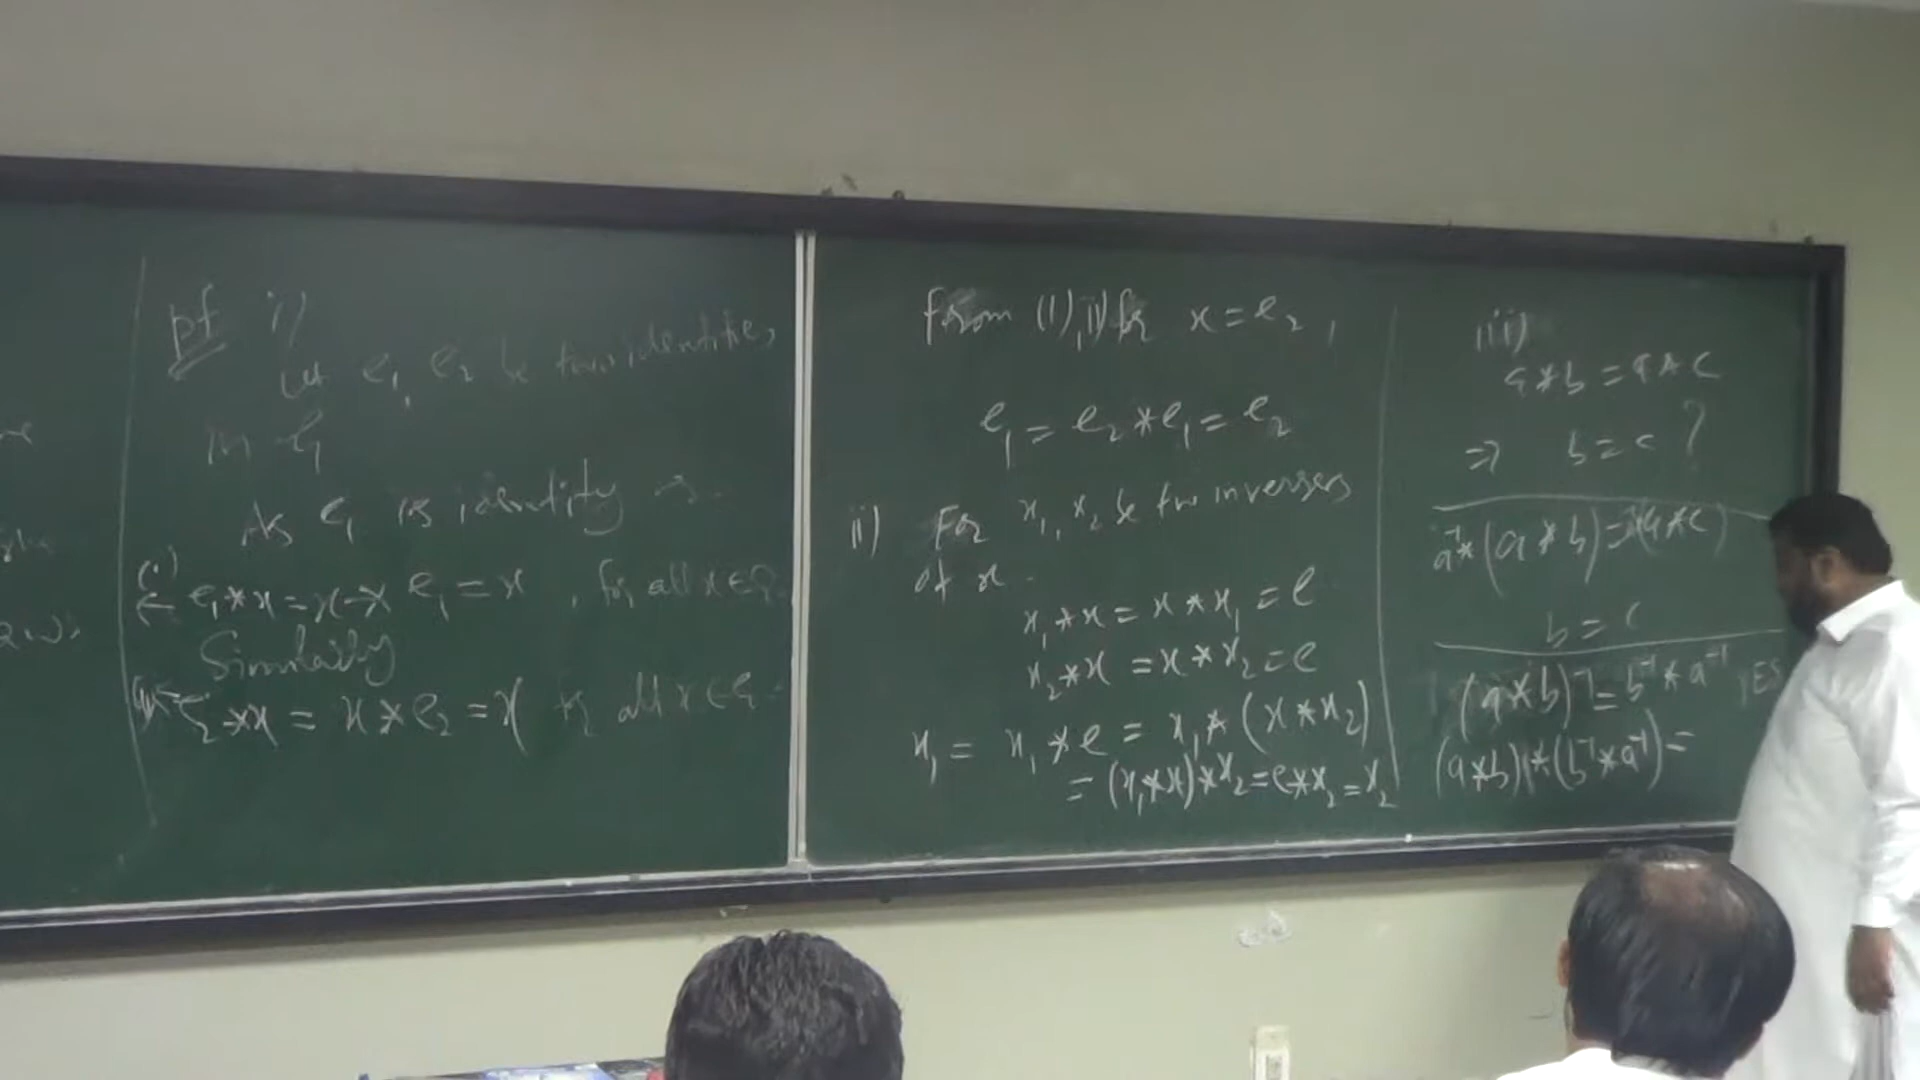 pf i)
Let e₁, e₂ be two identities
in G
As e₁ is identity
(i) ← e₁ * x = x * e₁ = x , for all x ∈ G
Similarly
(ii) ← e₂ * x = x * e₂ = x for all x ∈ G
from (i), ii) for x = e₂ ,
e₁ = e₂ * e₁ = e₂
ii) For x₁, x₂ be two inverses
of x .
x₁ * x = x * x₁ = e
x₂ * x = x * x₂ = e
x₁ = x₁ * e = x₁ * (x * x₂)
= (x₁ * x) * x₂ = e * x₂ = x₂
iii)
a * b = a * c
⇒ b = c ?
a⁻¹ * (a * b) = (a * c)
b = c
(a * b)⁻¹ = b⁻¹ * a⁻¹ YES
(a * b) * (b⁻¹ * a⁻¹) =